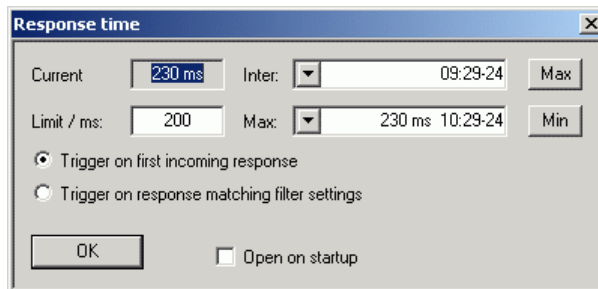 Response time
Current 230 ms Inter: 09:29-24 Max
Limit / ms: 200 Max: 230 ms 10:29-24 Min
Trigger on first incoming response
Trigger on response matching filter settings
OK Open on startup